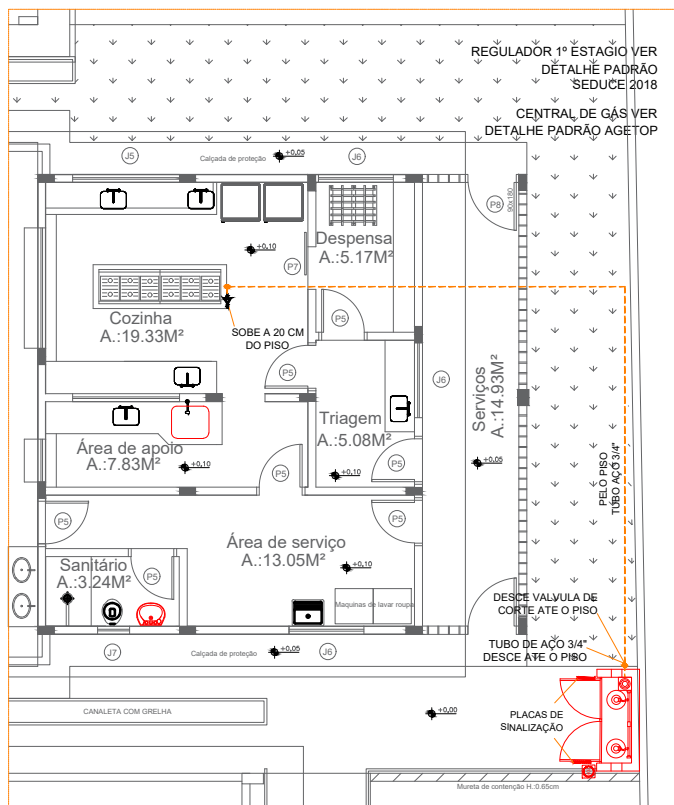 REGULADOR 1º ESTAGIO VER
DETALHE PADRÃO
SEDUCE 2018
CENTRAL DE GÁS VER
DETALHE PADRÃO AGETOP
J5
Calçada de proteção
+0,05
J6
P8
90x180
Despensa
A.:5.17M²
+0,10
P7
Cozinha
A.:19.33M²
SOBE A 20 CM
DO PISO
P5
P5
J6
Serviços
A.:14.93M²
Triagem
A.:5.08M²
Área de apoio
A.:7.83M²
+0,10
P5
+0,10
P5
+0,05
PELO PISO
TUBO AÇO 3/4"
P5
P5
Área de serviço
A.:13.05M²
Sanitário
A.:3.24M²
P5
+0,10
Maquinas de lavar roupa
DESCE VALVULA DE
CORTE ATE O PISO
TUBO DE AÇO 3/4"
DESCE ATE O PISO
J7
Calçada de proteção
+0,05
J6
CANALETA COM GRELHA
+0,00
PLACAS DE
SINALIZAÇÃO
Mureta de contenção H.:0.65cm